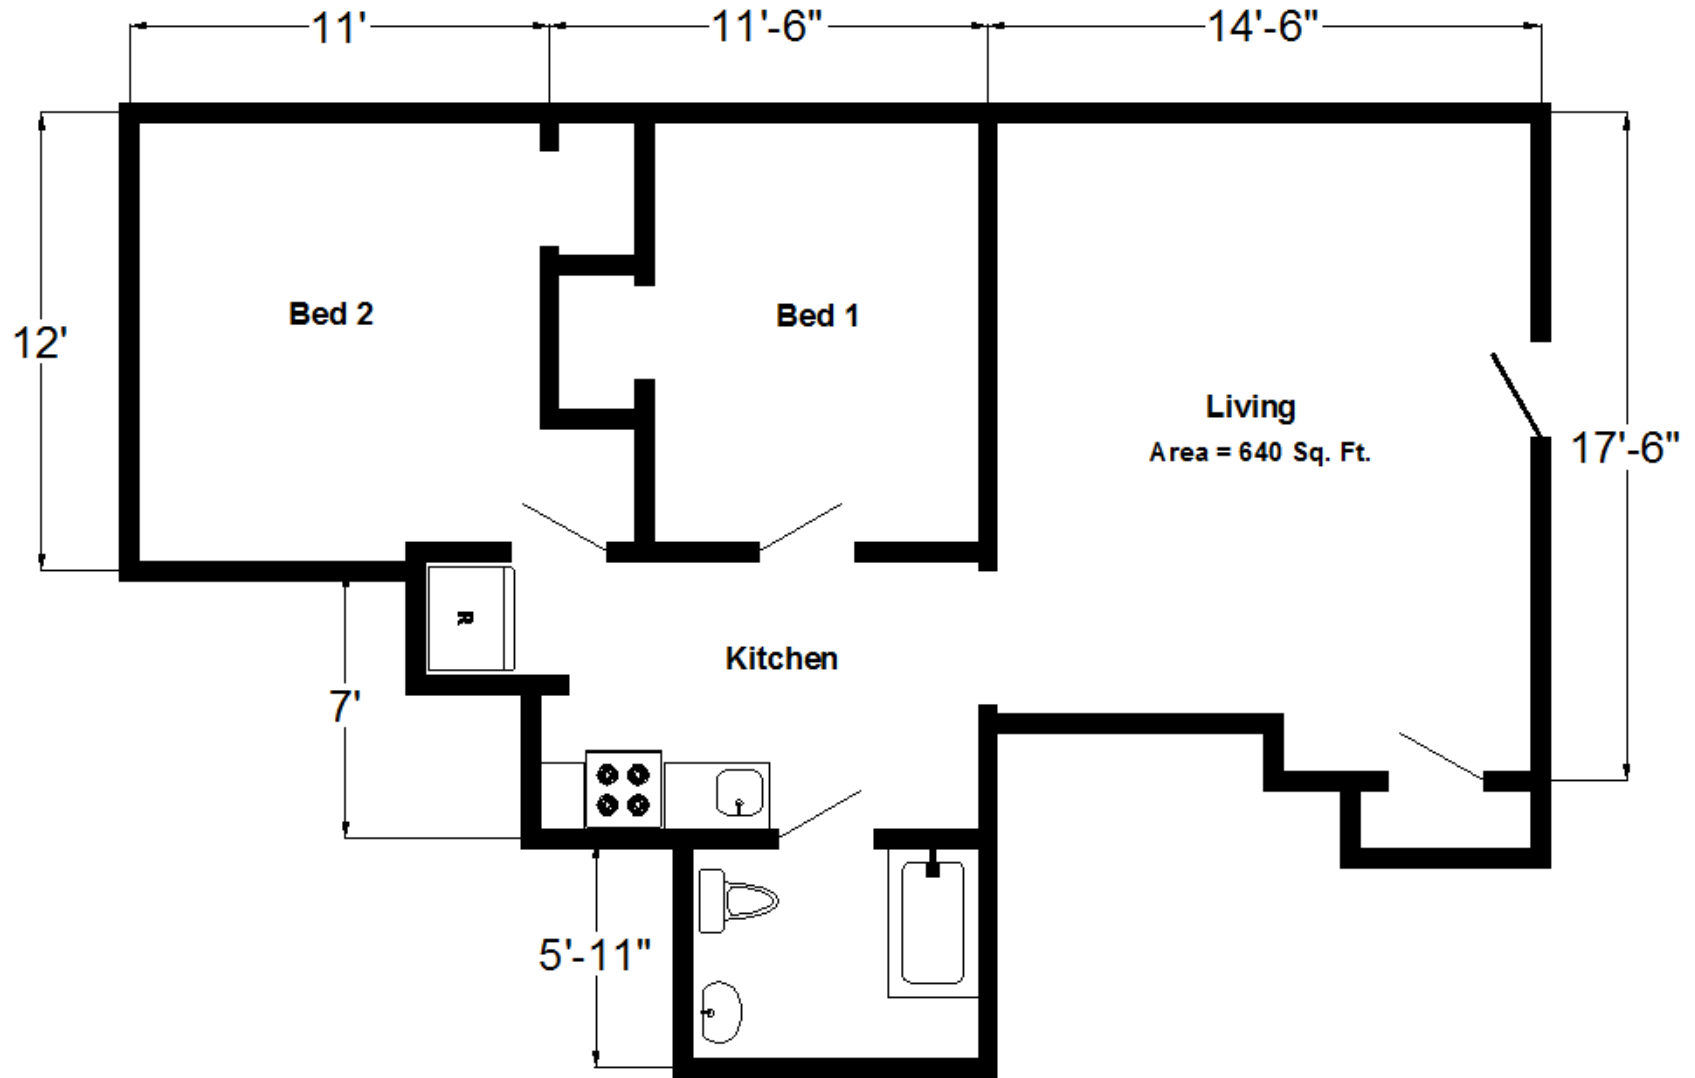 11'
11'-6"
14'-6"
12'
Bed 2
Bed 1
Living
Area = 640 Sq. Ft.
17'-6"
R
Kitchen
7'
5'-11"